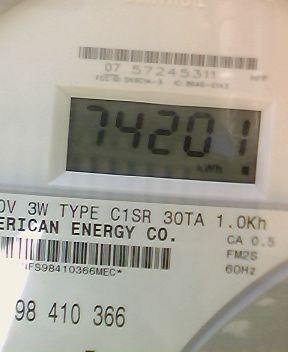 07 57245311
74201
kWh
0V 3W TYPE C1SR 30TA 1.0Kh
ERICAN ENERGY CO.
CA 0.5
FM2S
60Hz
*IFS98410366MEC*
98 410 366